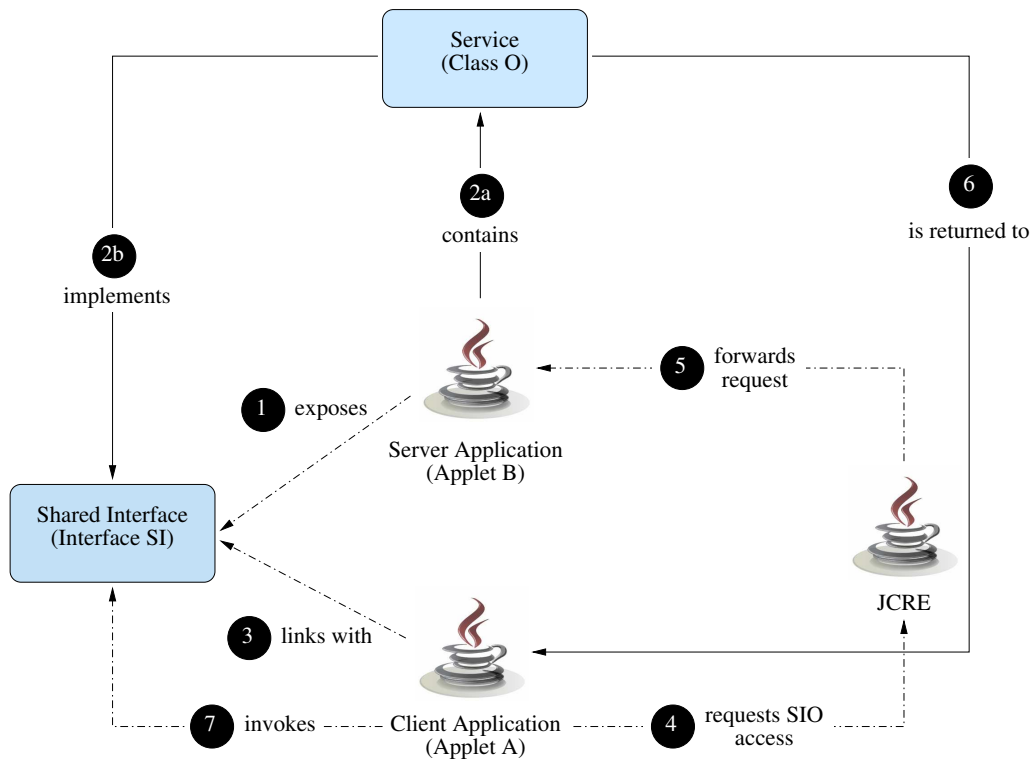 Service
(Class O)
6
2a
is returned to
contains
2b
implements
5
forwards
request
1
exposes
Server Application
(Applet B)
Shared Interface
(Interface SI)
JCRE
3
links with
7
invokes
Client Application
(Applet A)
4
requests SIO
access